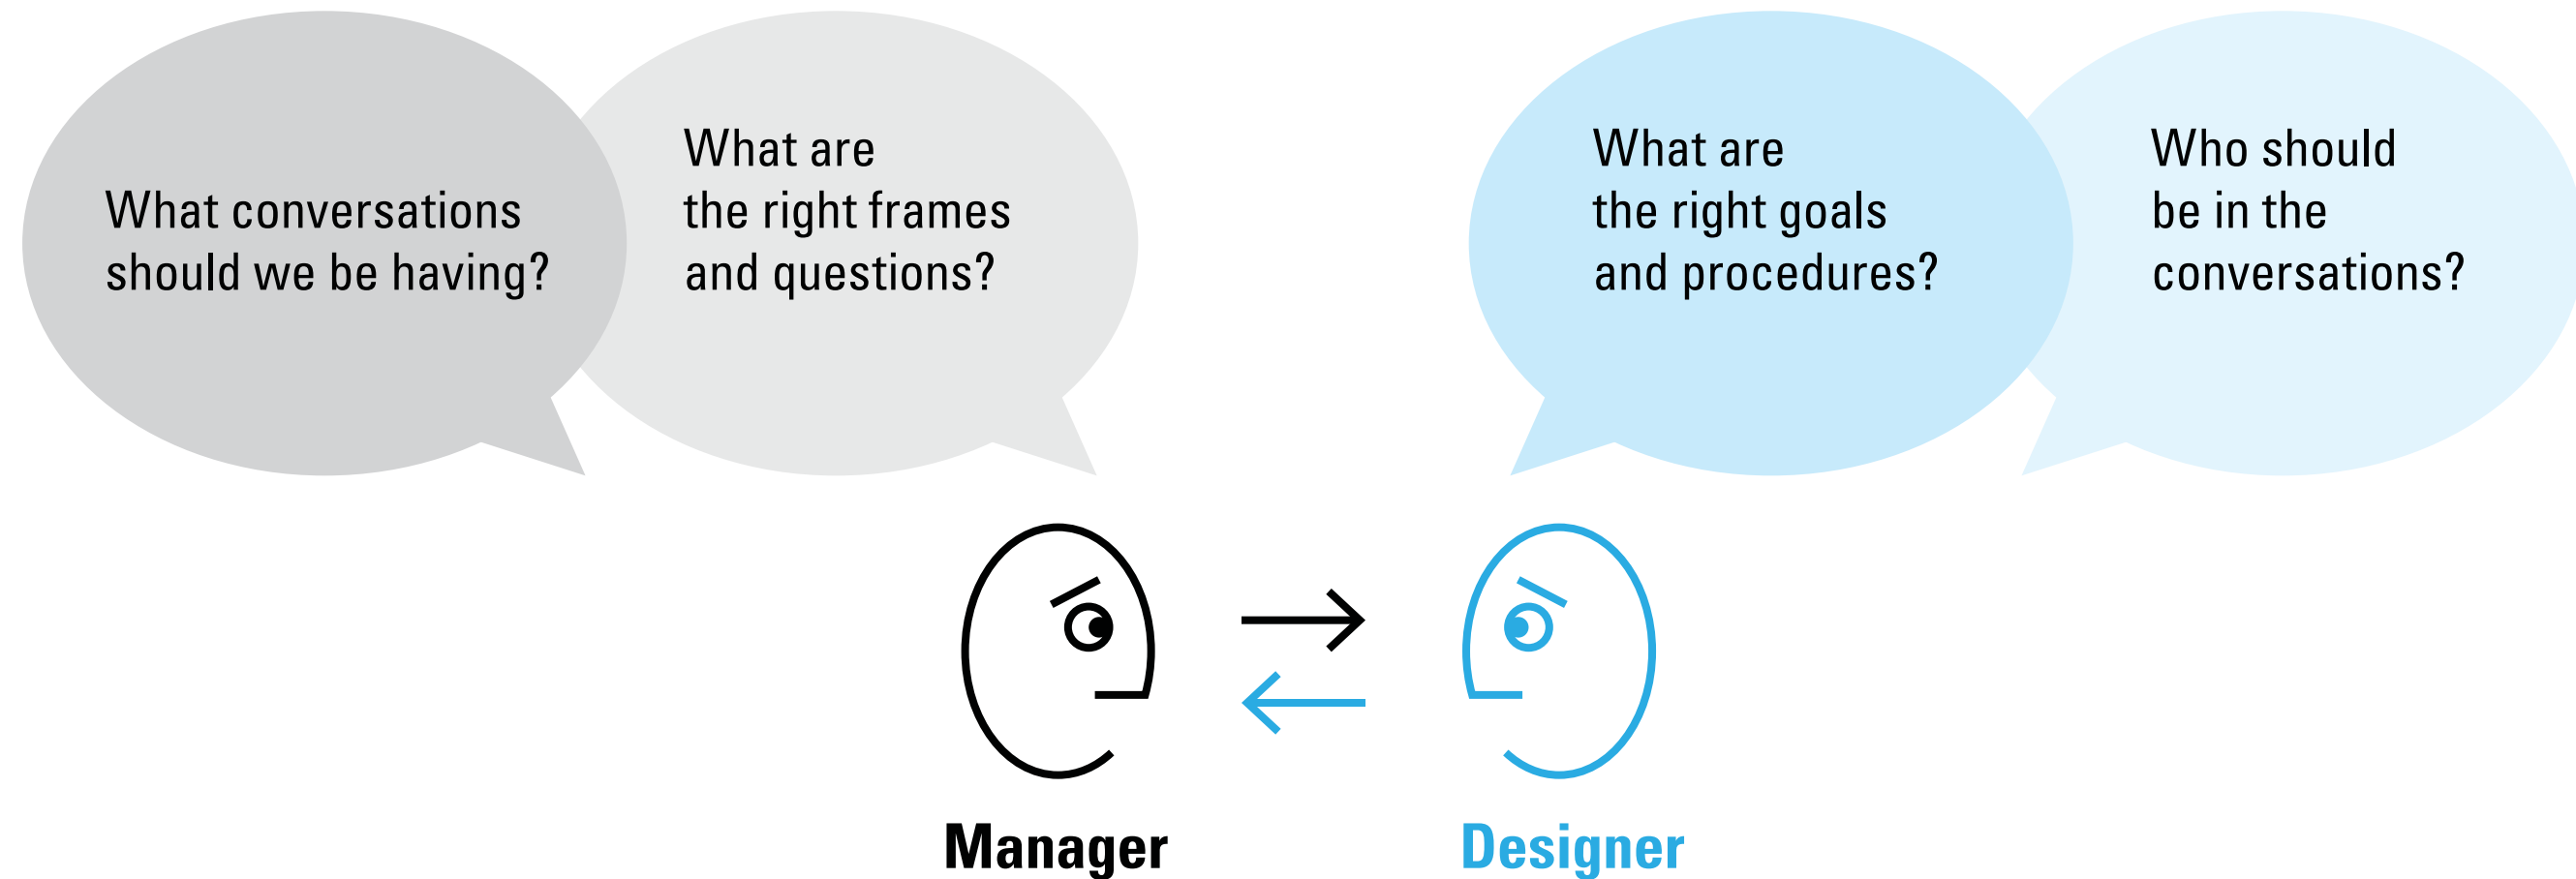 What conversations
should we be having?
What are
the right frames
and questions?
What are
the right goals
and procedures?
Who should
be in the
conversations?
Manager
Designer